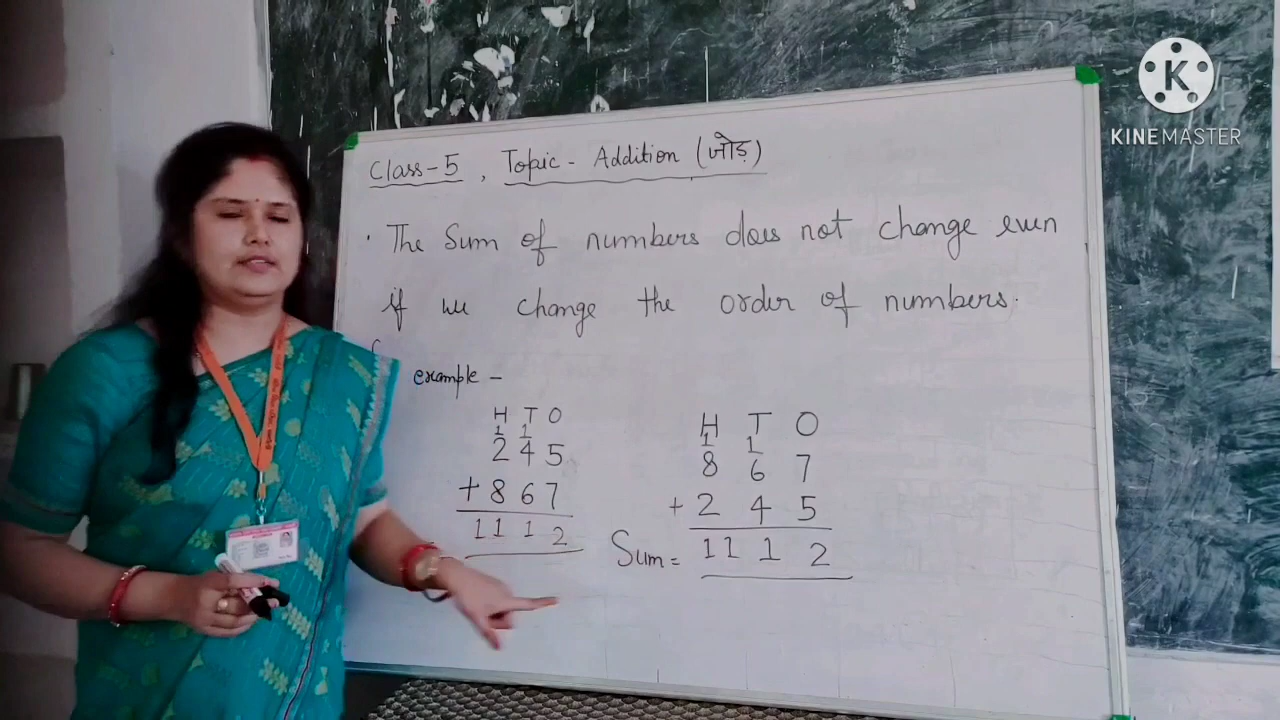 KINEMASTER
Class-5, Topic - Addition (जोड़)
· The Sum of numbers does not change even
if we change the order of numbers.
example -
H T O
1 1
2 4 5
+ 8 6 7
1 1 1 2
H T O
1 1
8 6 7
+ 2 4 5
Sum = 1 1 1 2